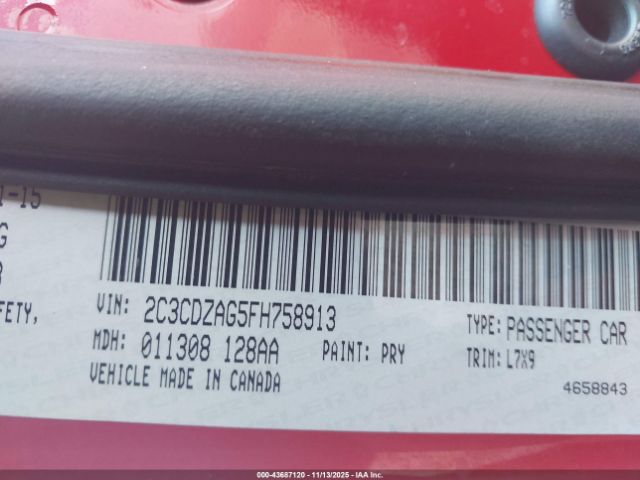 1-15
G
FETY,
VIN: 2C3CDZAG5FH758913
TYPE: PASSENGER CAR
MDH: 011308 128AA PAINT: PRY
TRIM: L7X9
VEHICLE MADE IN CANADA
4658843
000-43687120 - 11/13/2025 - IAA Inc.